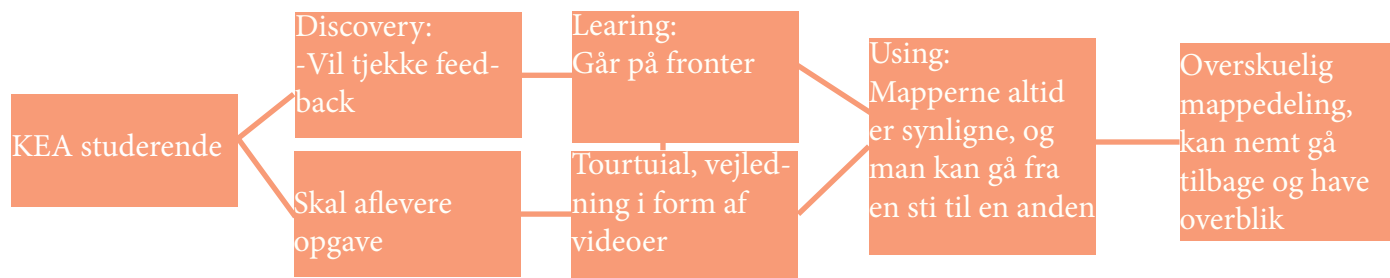 KEA studerende
Discovery:
-Vil tjekke feed-
back
Skal aflevere
opgave
Learing:
Går på fronter
Tourtuial, vejled-
ning i form af
videoer
Using:
Mapperne altid
er synligne, og
man kan gå fra
en sti til en anden
Overskuelig
mappedeling,
kan nemt gå
tilbage og have
overblik